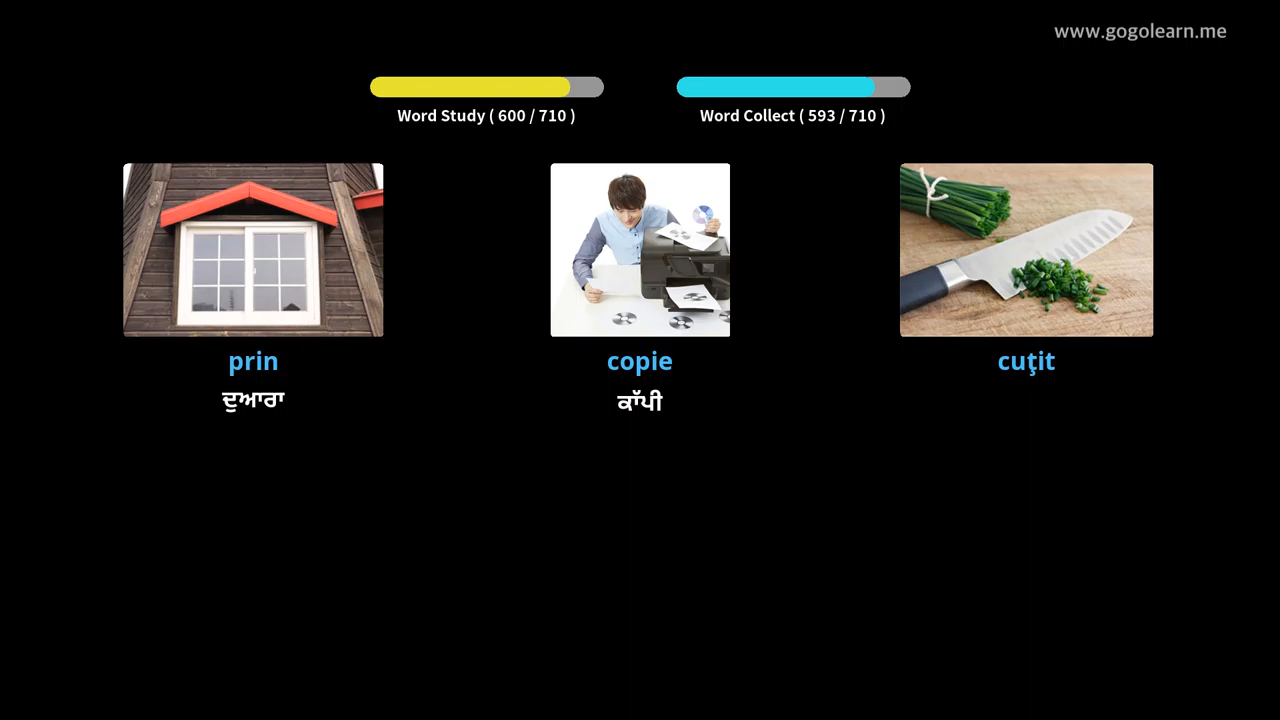 www.gogolearn.me
Word Study ( 600 / 710 )
Word Collect ( 593 / 710 )
prin
copie
cuţit
ਦੁਆਰਾ
ਕਾੱਪੀ